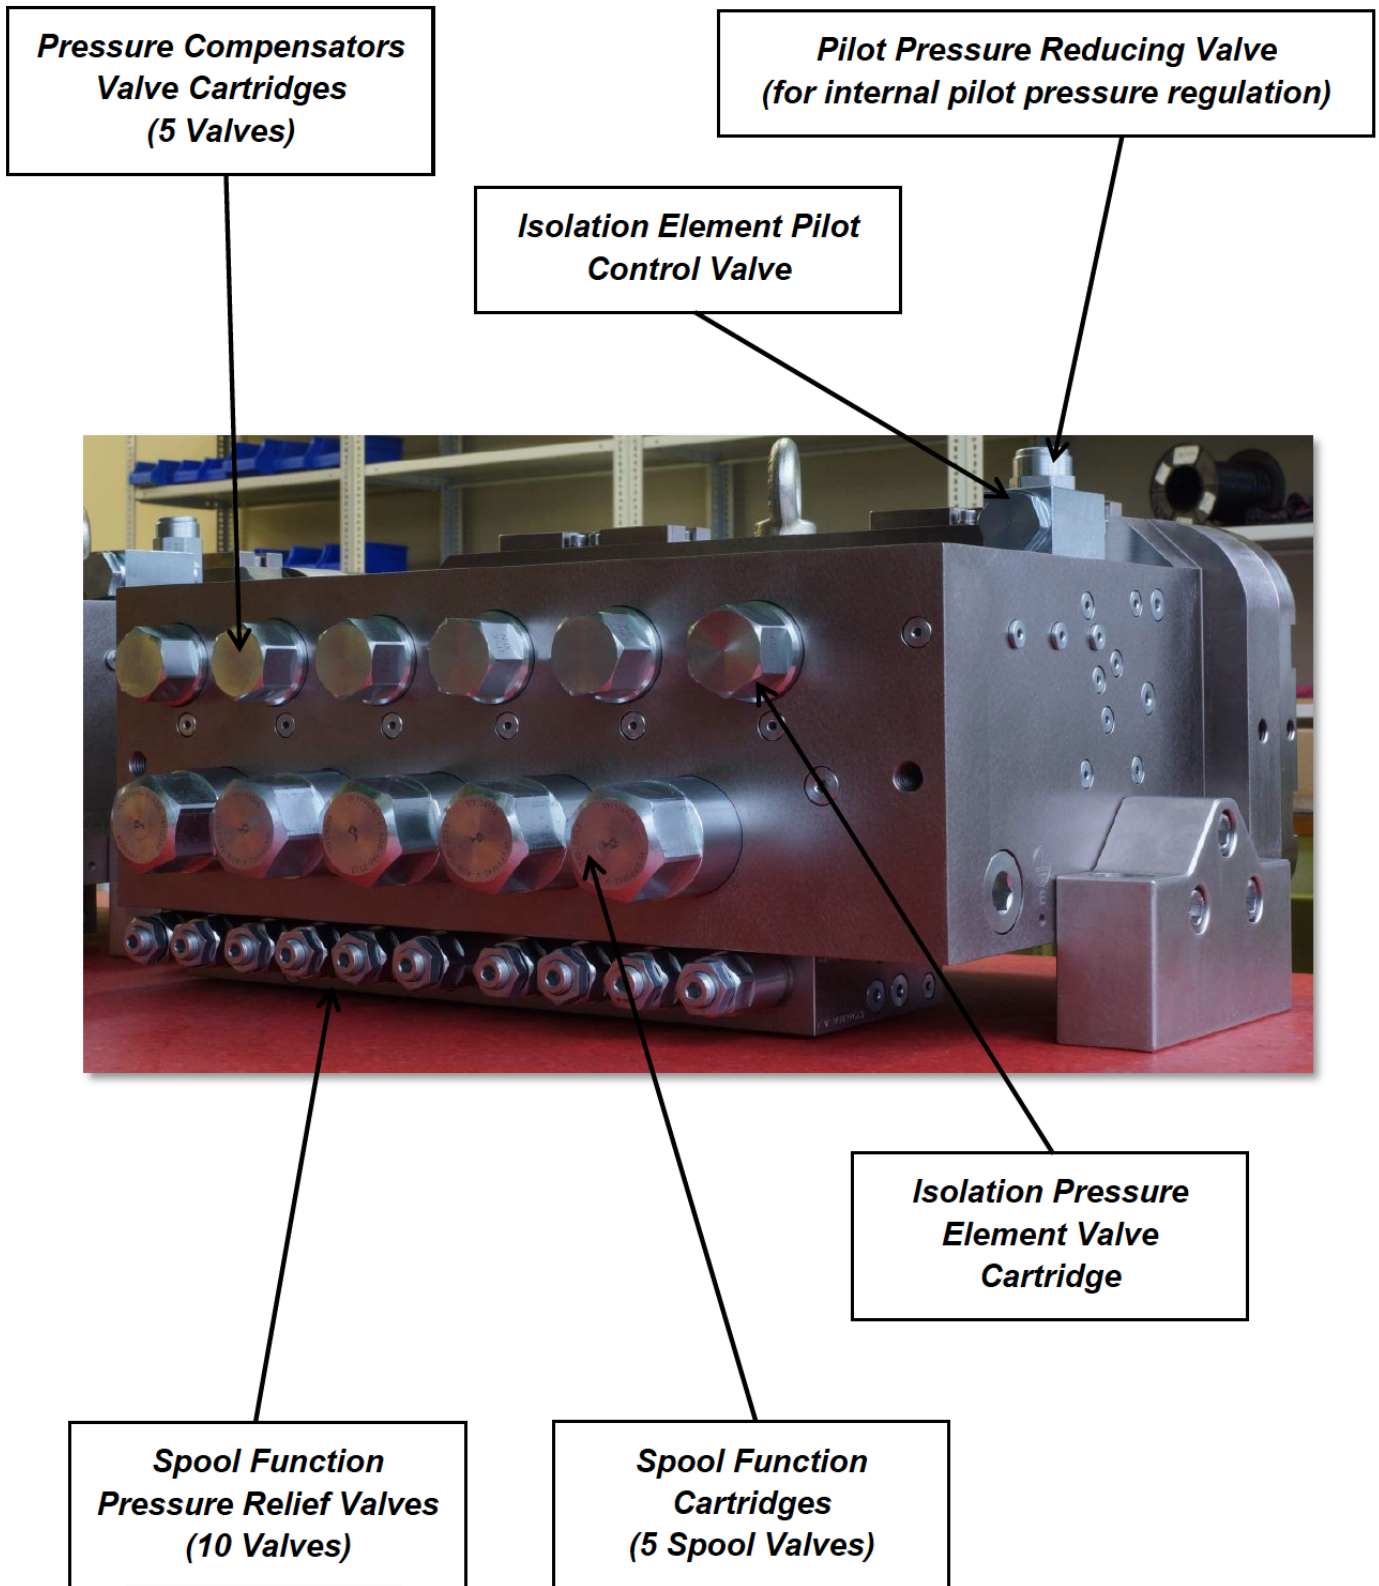 Pressure Compensators
Valve Cartridges
(5 Valves)
Pilot Pressure Reducing Valve
(for internal pilot pressure regulation)
Isolation Element Pilot
Control Valve
Isolation Pressure
Element Valve
Cartridge
Spool Function
Pressure Relief Valves
(10 Valves)
Spool Function
Cartridges
(5 Spool Valves)